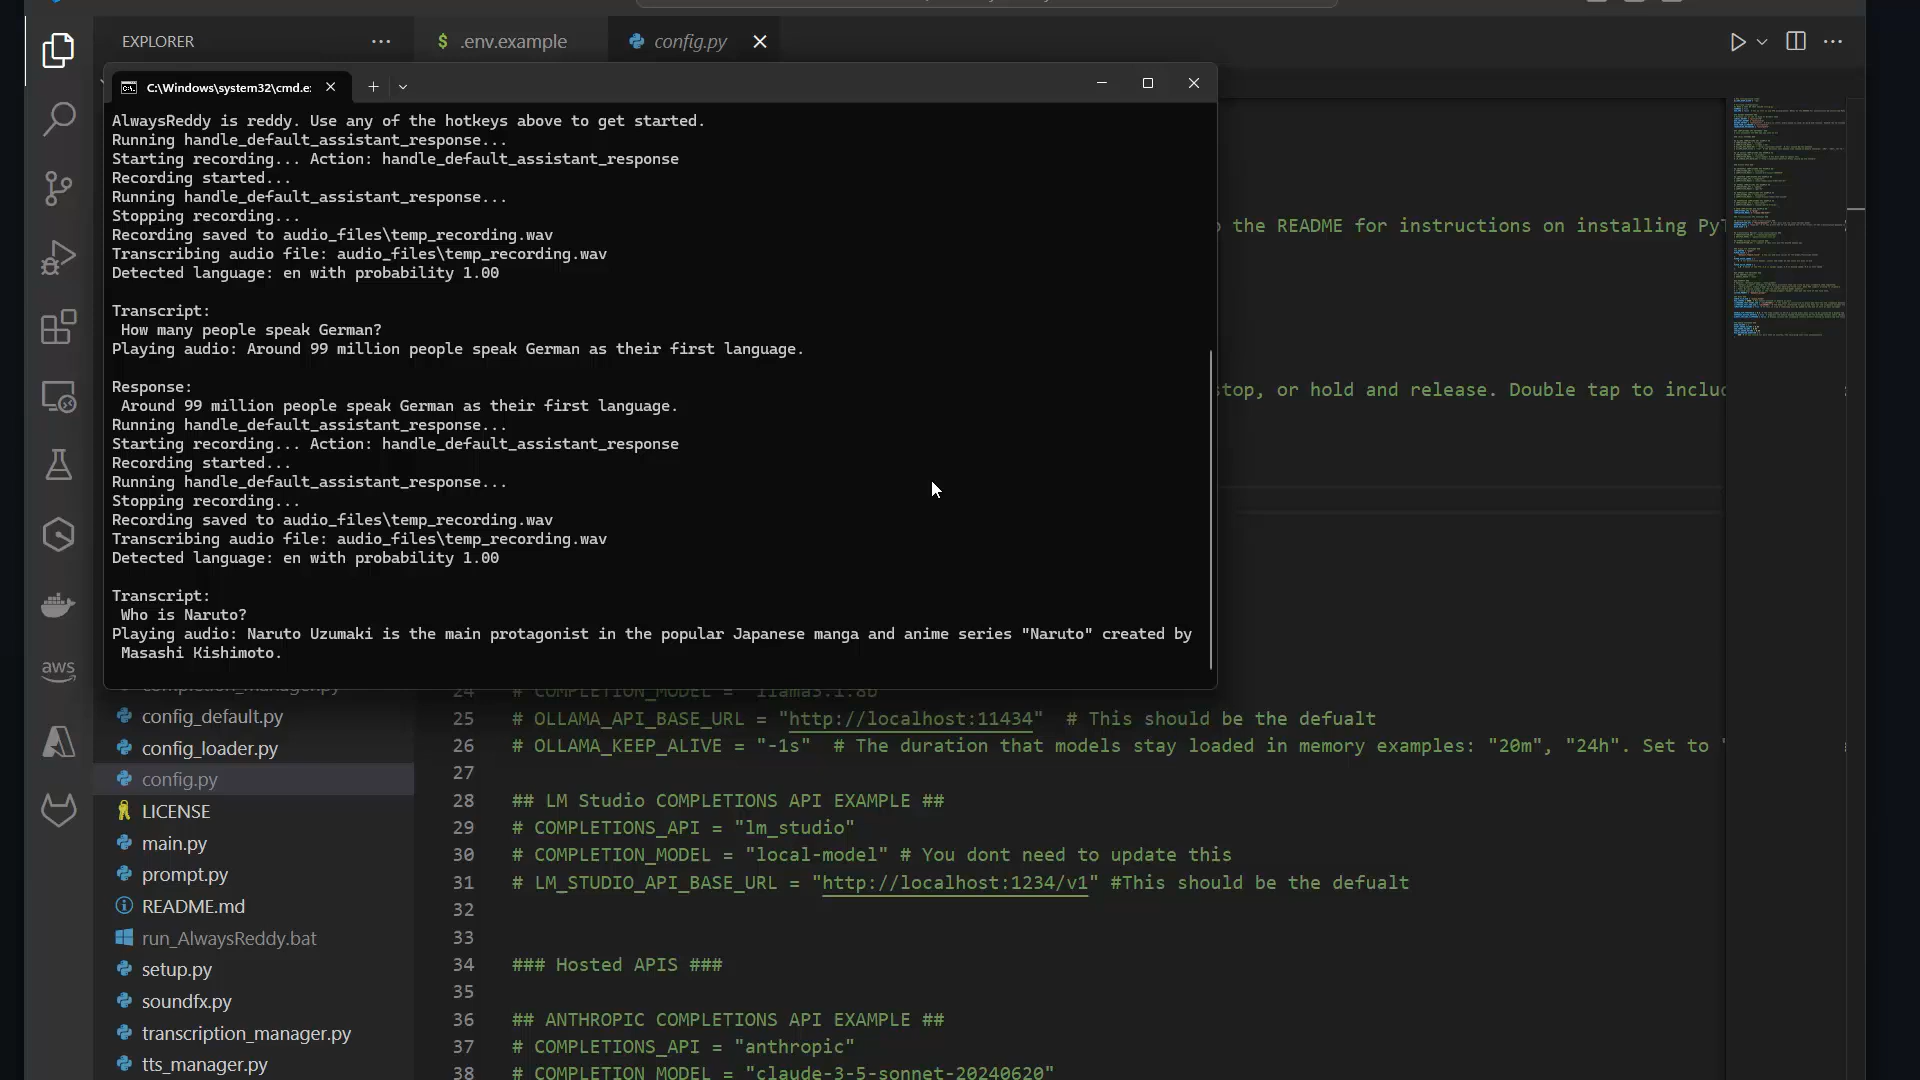 EXPLORER
.env.example
config.py
C:\Windows\system32\cmd.e
AlwaysReddy is reddy. Use any of the hotkeys above to get started.
Running handle_default_assistant_response...
Starting recording... Action: handle_default_assistant_response
Recording started...
Running handle_default_assistant_response...
Stopping recording...
Recording saved to audio_files\temp_recording.wav
Transcribing audio file: audio_files\temp_recording.wav
Detected language: en with probability 1.00
Transcript:
How many people speak German?
Playing audio: Around 99 million people speak German as their first language.
Response:
Around 99 million people speak German as their first language.
Running handle_default_assistant_response...
Starting recording... Action: handle_default_assistant_response
Recording started...
Running handle_default_assistant_response...
Stopping recording...
Recording saved to audio_files\temp_recording.wav
Transcribing audio file: audio_files\temp_recording.wav
Detected language: en with probability 1.00
Transcript:
Who is Naruto?
Playing audio: Naruto Uzumaki is the main protagonist in the popular Japanese manga and anime series "Naruto" created by
Masashi Kishimoto.
the README for instructions on installing Py
stop, or hold and release. Double tap to includ
aws
completion_manager.py
config_default.py
config_loader.py
config.py
LICENSE
main.py
prompt.py
README.md
run_AlwaysReddy.bat
setup.py
soundfx.py
transcription_manager.py
tts_manager.py
24 # COMPLETION_MODEL = "llama3.1:8b"
25 # OLLAMA_API_BASE_URL = "http://localhost:11434" # This should be the defualt
26 # OLLAMA_KEEP_ALIVE = "-1s" # The duration that models stay loaded in memory examples: "20m", "24h". Set to "
27
28 ## LM Studio COMPLETIONS API EXAMPLE ##
29 # COMPLETIONS_API = "lm_studio"
30 # COMPLETION_MODEL = "local-model" # You dont need to update this
31 # LM_STUDIO_API_BASE_URL = "http://localhost:1234/v1" #This should be the defualt
32
33
34 ### Hosted APIS ###
35
36 ## ANTHROPIC COMPLETIONS API EXAMPLE ##
37 # COMPLETIONS_API = "anthropic"
38 # COMPLETION_MODEL = "claude-3-5-sonnet-20240620"